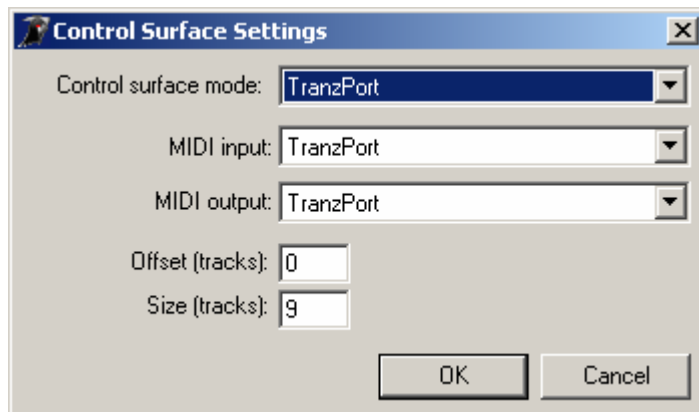 Control Surface Settings
Control surface mode: TranzPort
MIDI input: TranzPort
MIDI output: TranzPort
Offset (tracks): 0
Size (tracks): 9
OK Cancel